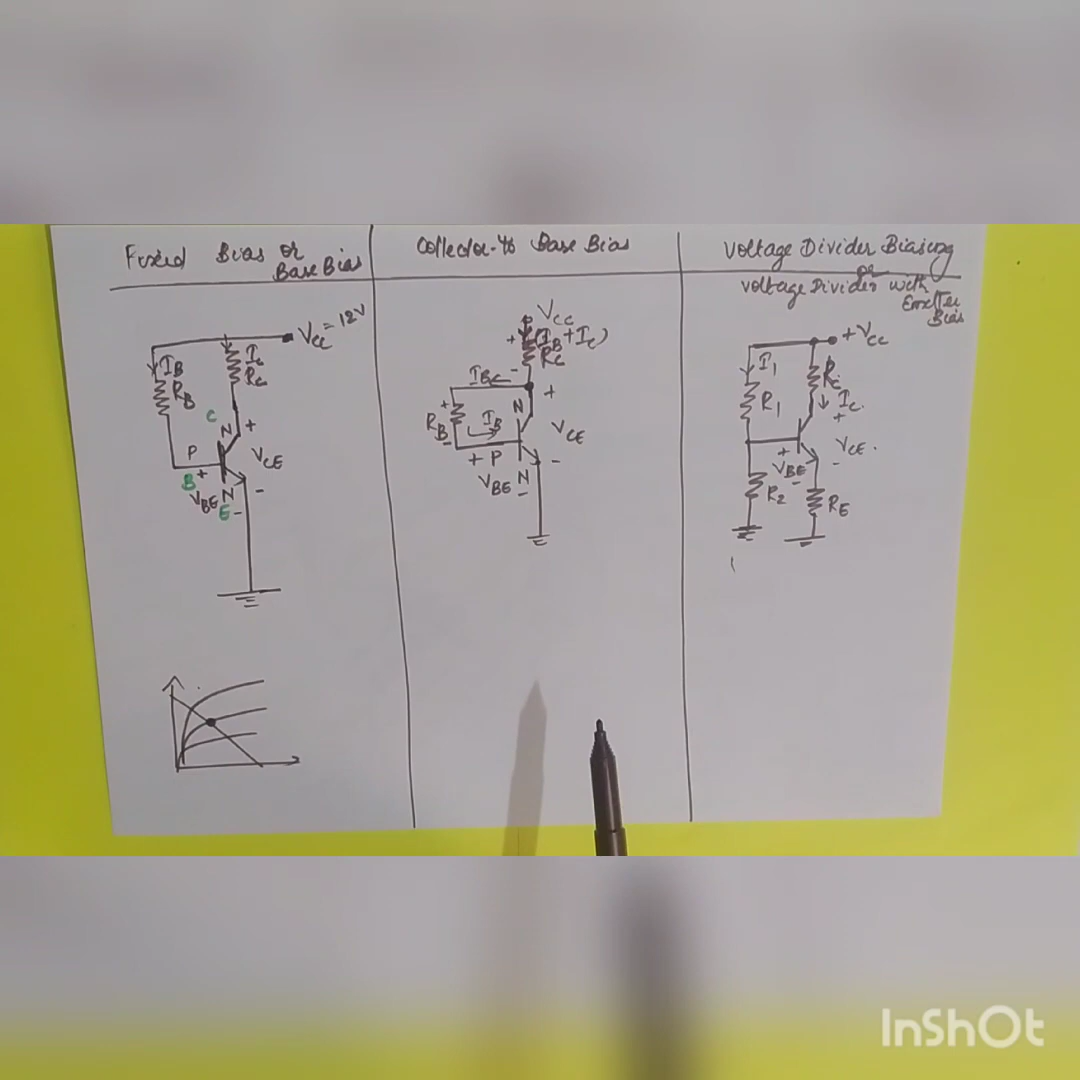 Fixed Bias or
Base Bias
VCC = 12V
IB
RB
IC
RC
C
N
+
P
VCE
B
+
VBE
N
-
E
-
Collector to Base Bias
VCC
+
(IB + IC)
RC
-
+
N
+
RB
IB
-
VCE
+
P
-
VBE
N
-
Voltage Divider Biasing
or
Voltage Divider with
Emitter
Bias
+VCC
I1
RC
R1
IC
+
VCE
+
-
VBE
-
R2
RE
InShOt